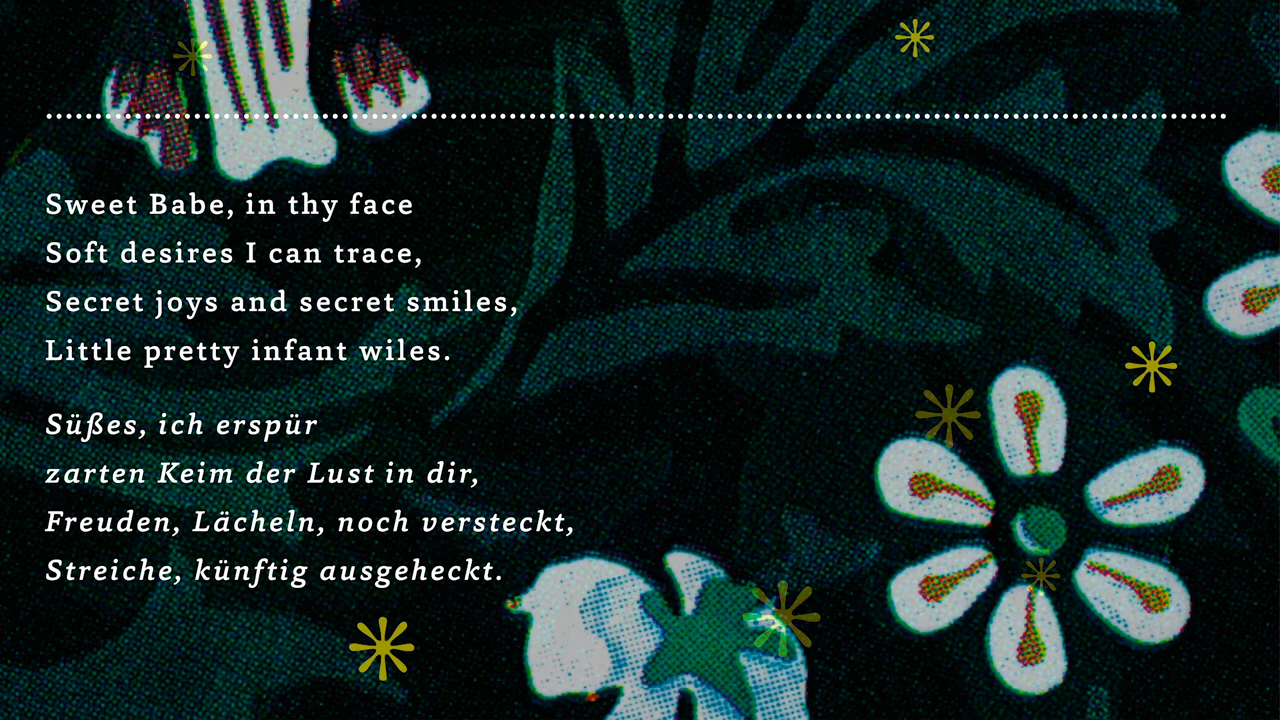 Sweet Babe, in thy face
Soft desires I can trace,
Secret joys and secret smiles,
Little pretty infant wiles.
Süßes, ich erspür
zarten Keim der Lust in dir,
Freuden, Lächeln, noch versteckt,
Streiche, künftig ausgeheckt.